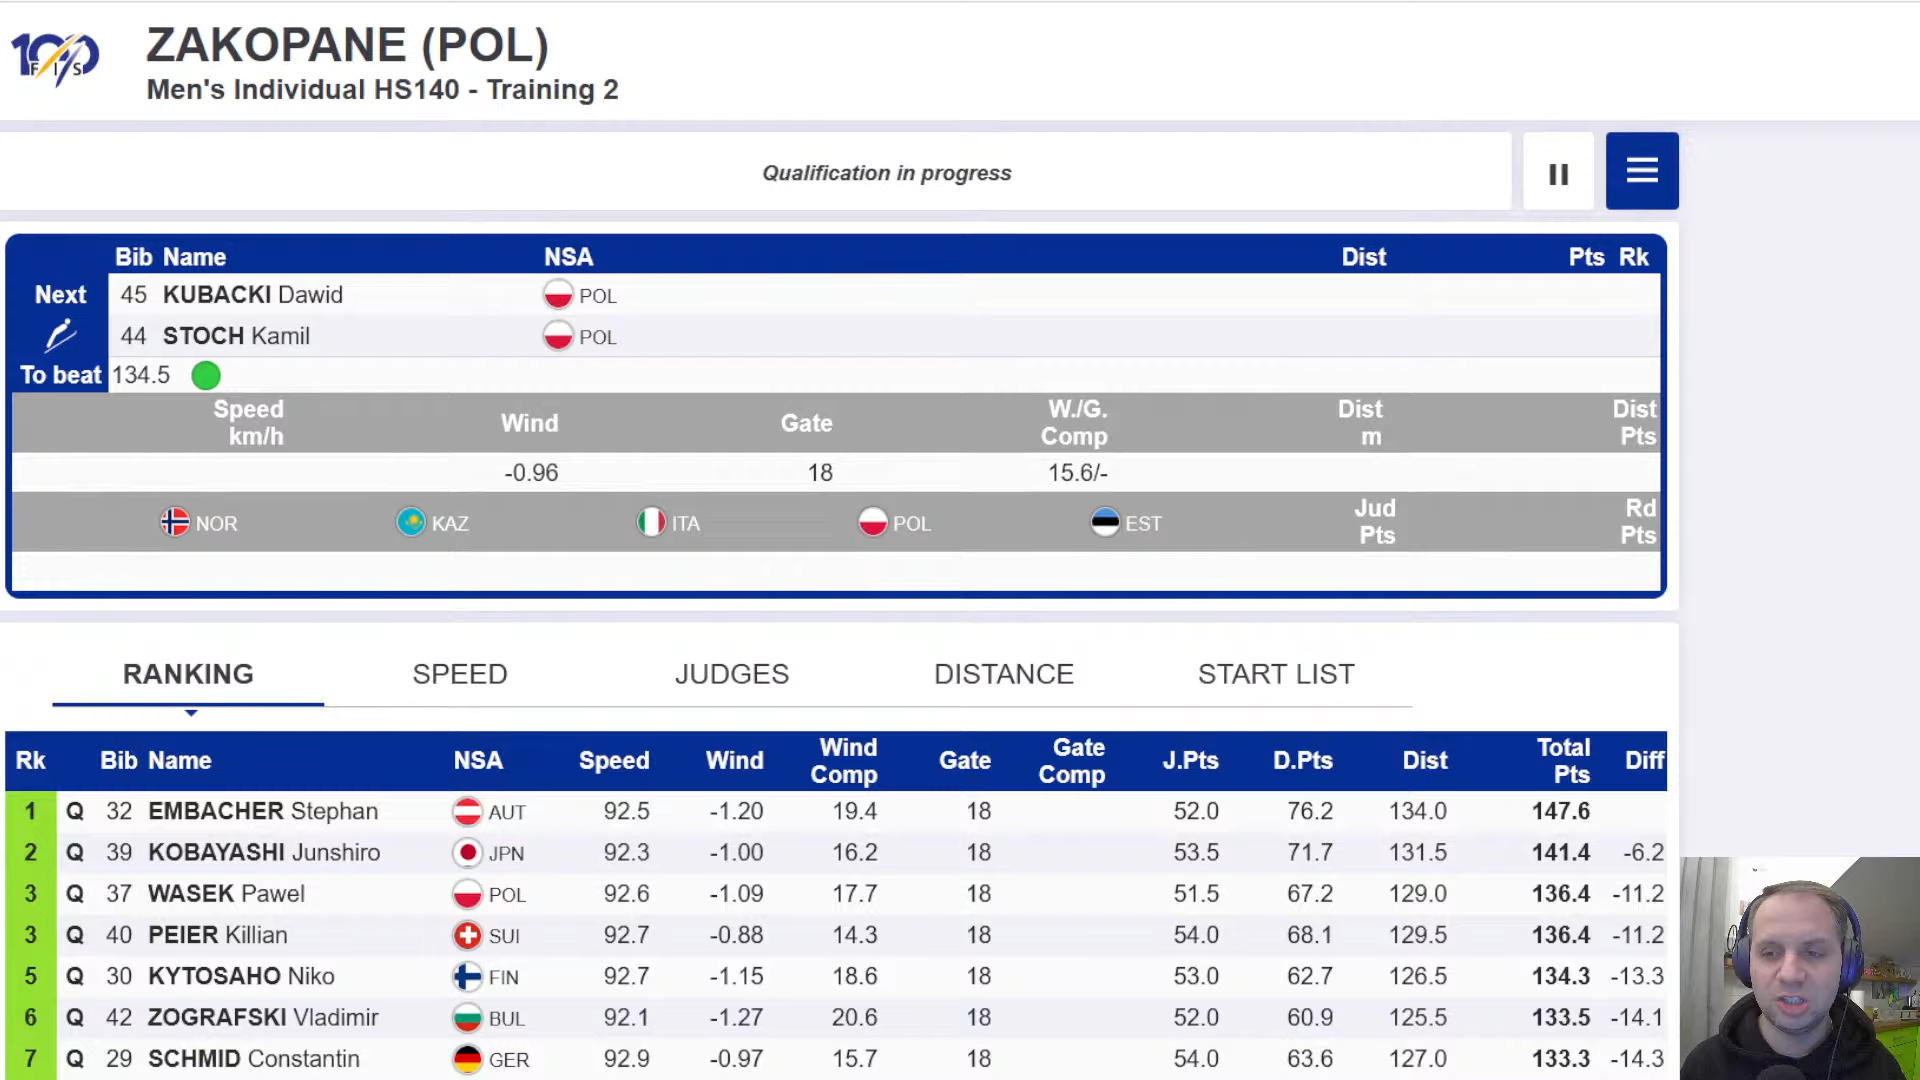 100
FIS
ZAKOPANE (POL)
Men's Individual HS140 - Training 2
Qualification in progress
Bib Name NSA Dist Pts Rk
Next 45 KUBACKI Dawid POL
44 STOCH Kamil POL
To beat 134.5
Speed km/h Wind Gate W./G. Comp Dist m Dist Pts
-0.96 18 15.6/-
NOR KAZ ITA POL EST Jud Pts Rd Pts
RANKING SPEED JUDGES DISTANCE START LIST
Rk Bib Name NSA Speed Wind Wind Comp Gate Gate Comp J.Pts D.Pts Dist Total Pts Diff
1 Q 32 EMBACHER Stephan AUT 92.5 -1.20 19.4 18 52.0 76.2 134.0 147.6
2 Q 39 KOBAYASHI Junshiro JPN 92.3 -1.00 16.2 18 53.5 71.7 131.5 141.4 -6.2
3 Q 37 WASEK Pawel POL 92.6 -1.09 17.7 18 51.5 67.2 129.0 136.4 -11.2
3 Q 40 PEIER Killian SUI 92.7 -0.88 14.3 18 54.0 68.1 129.5 136.4 -11.2
5 Q 30 KYTOSAHO Niko FIN 92.7 -1.15 18.6 18 53.0 62.7 126.5 134.3 -13.3
6 Q 42 ZOGRAFSKI Vladimir BUL 92.1 -1.27 20.6 18 52.0 60.9 125.5 133.5 -14.1
7 Q 29 SCHMID Constantin GER 92.9 -0.97 15.7 18 54.0 63.6 127.0 133.3 -14.3